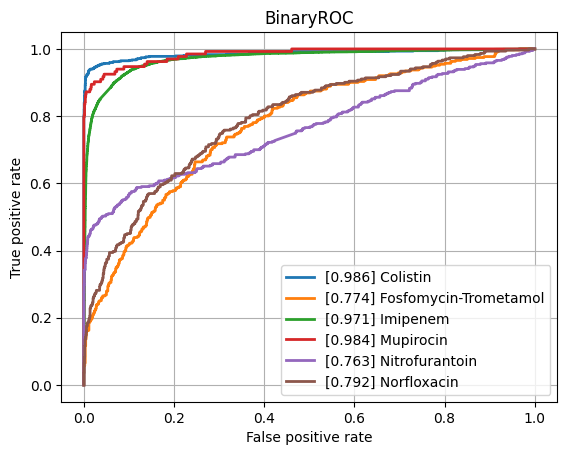 BinaryROC
True positive rate
1.0
0.8
0.6
0.4
0.2
0.0
[0.986] Colistin
[0.774] Fosfomycin-Trometamol
[0.971] Imipenem
[0.984] Mupirocin
[0.763] Nitrofurantoin
[0.792] Norfloxacin
0.0 0.2 0.4 0.6 0.8 1.0
False positive rate